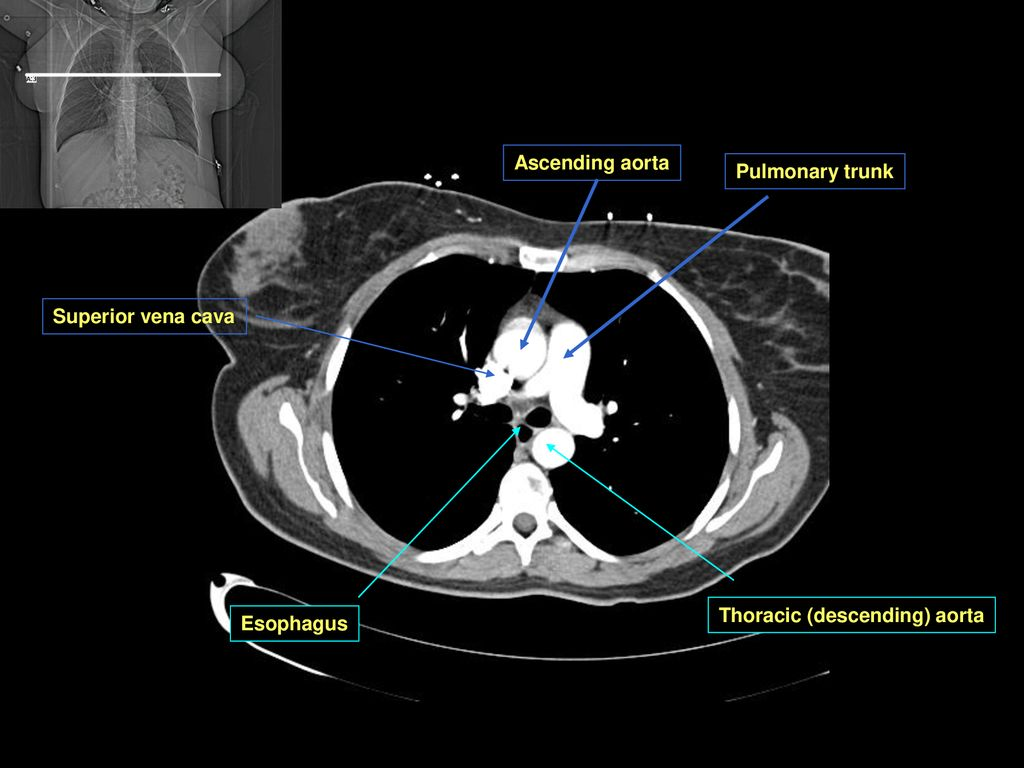 Ascending aorta
Pulmonary trunk
Superior vena cava
Esophagus
Thoracic (descending) aorta